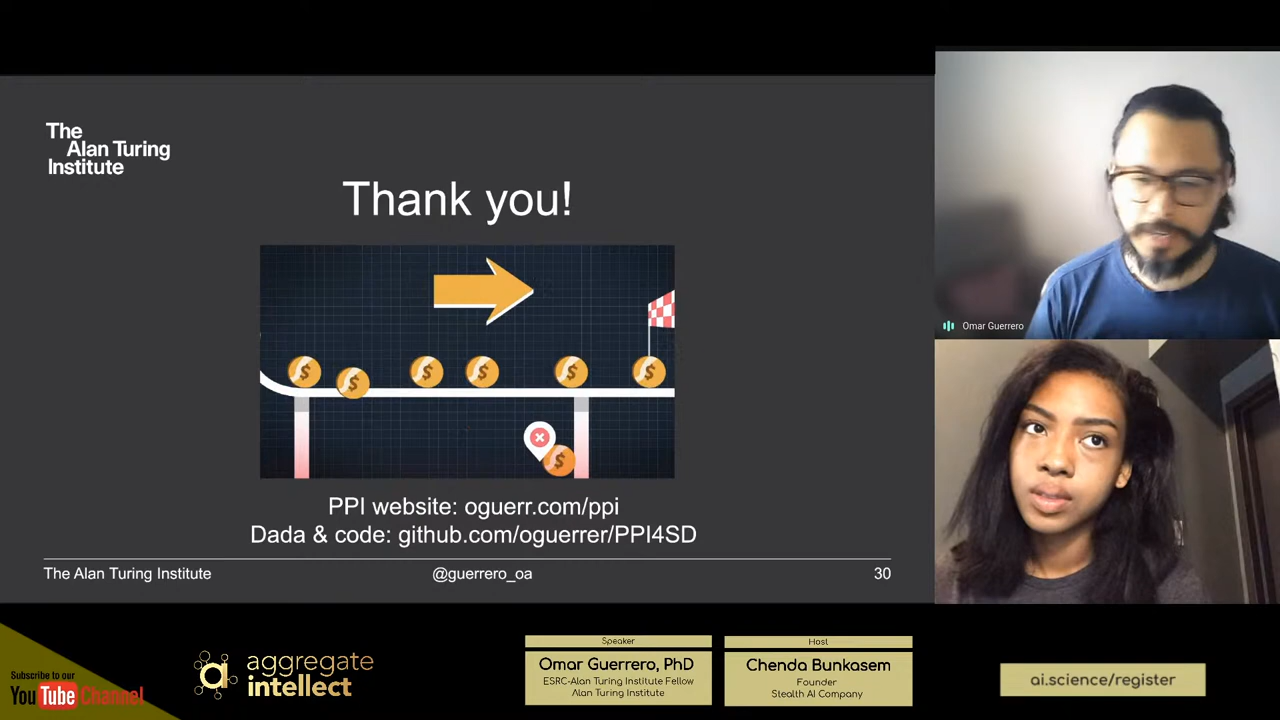 The
Alan Turing
Institute
Thank you!
PPI website: oguerr.com/ppi
Dada & code: github.com/oguerrer/PPI4SD
The Alan Turing Institute
@guerrero_oa
30
Omar Guerrero
Subscribe to our
YouTube Channel
aggregate
intellect
Speaker
Omar Guerrero, PhD
ESRC-Alan Turing Institute Fellow
Alan Turing Institute
Host
Chenda Bunkasem
Founder
Stealth AI Company
ai.science/register